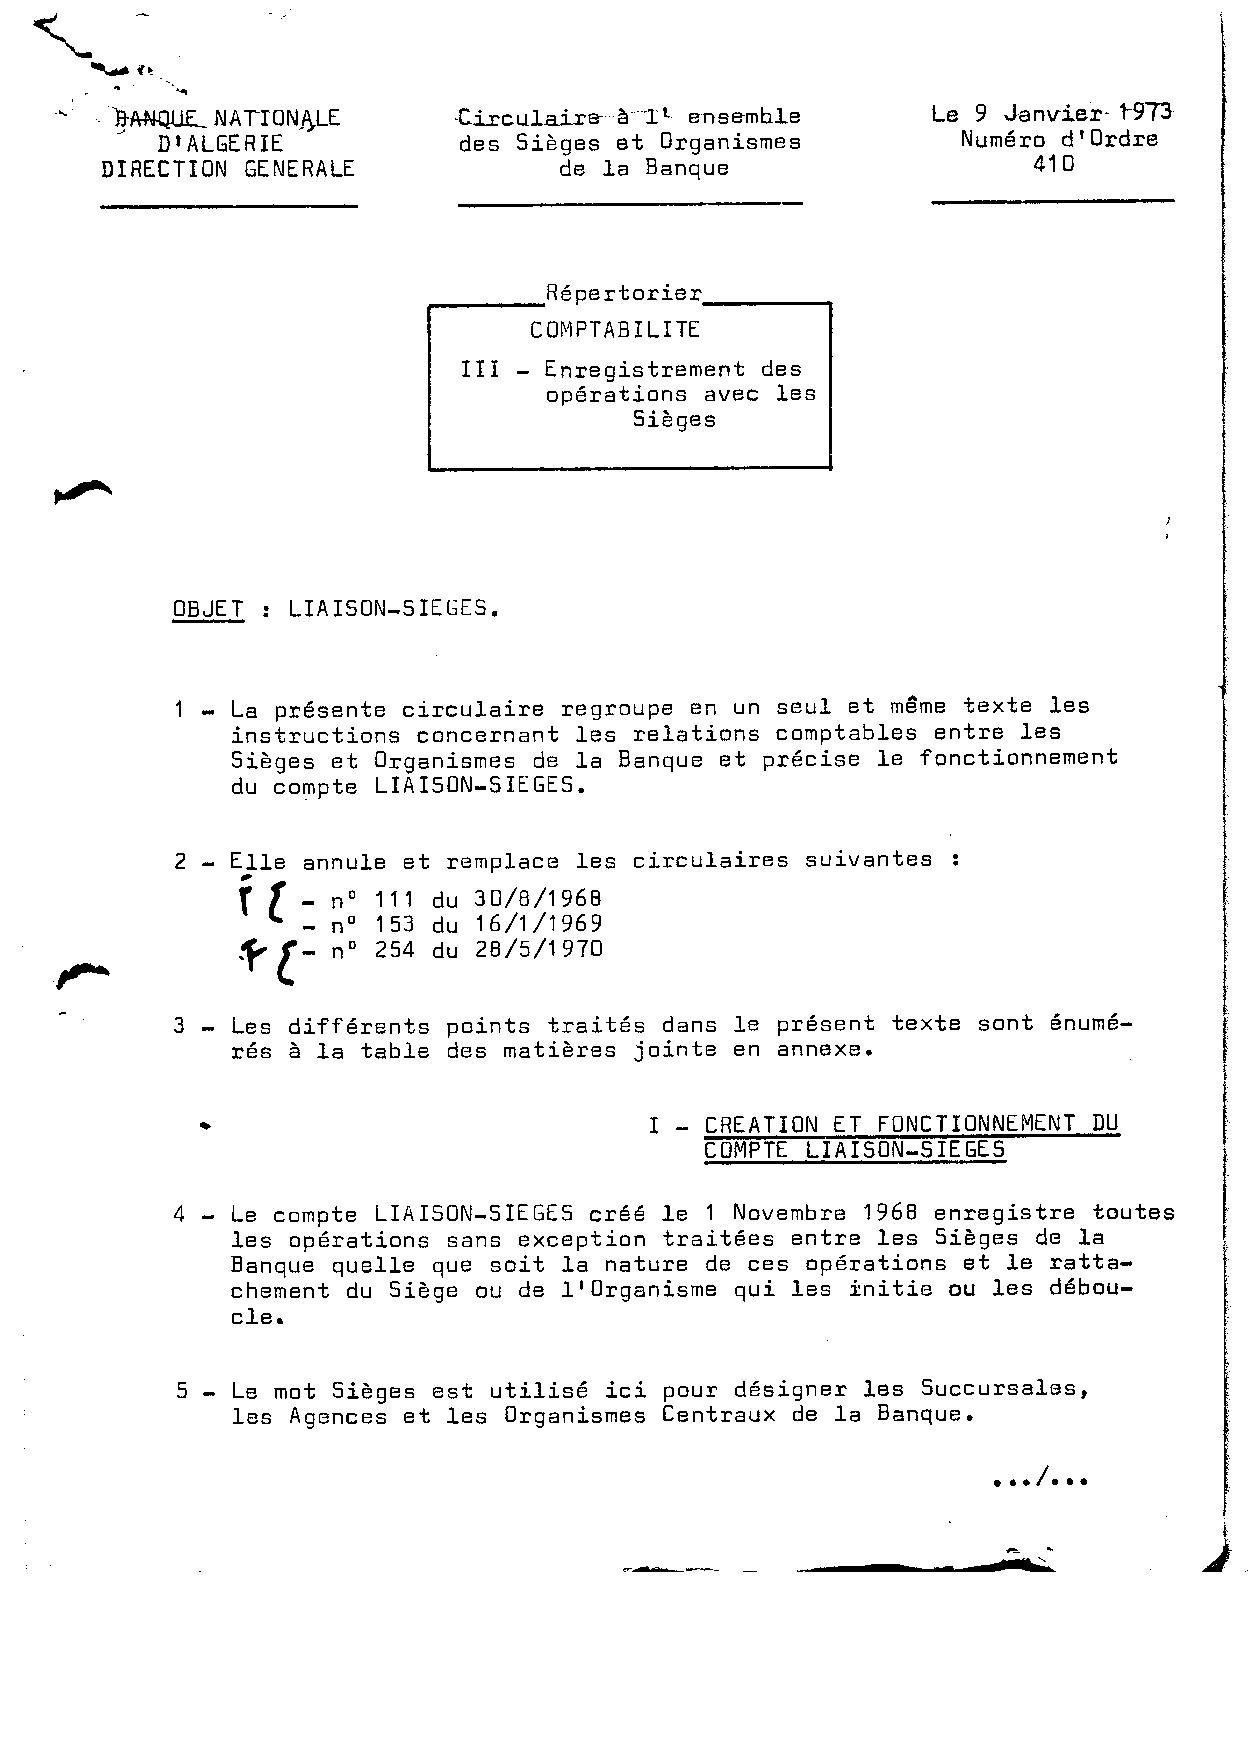 BANQUE NATIONALE
D'ALGERIE
DIRECTION GENERALE
Circulaire à l' ensemble
des Sièges et Organismes
de la Banque
Le 9 Janvier 1973
Numéro d'Ordre
410
Répertorier
COMPTABILITE
III - Enregistrement des
opérations avec les
Sièges
OBJET : LIAISON-SIEGES.
1 - La présente circulaire regroupe en un seul et même texte les
instructions concernant les relations comptables entre les
Sièges et Organismes de la Banque et précise le fonctionnement
du compte LIAISON-SIEGES.
2 - Elle annule et remplace les circulaires suivantes :
- n° 111 du 30/8/1968
- n° 153 du 16/1/1969
- n° 254 du 28/5/1970
3 - Les différents points traités dans le présent texte sont énumé-
rés à la table des matières jointe en annexe.
I - CREATION ET FONCTIONNEMENT DU
COMPTE LIAISON-SIEGES
4 - Le compte LIAISON-SIEGES créé le 1 Novembre 1968 enregistre toutes
les opérations sans exception traitées entre les Sièges de la
Banque quelle que soit la nature de ces opérations et le ratta-
chement du Siège ou de l'Organisme qui les initie ou les débou-
cle.
5 - Le mot Sièges est utilisé ici pour désigner les Succursales,
les Agences et les Organismes Centraux de la Banque.
.../...